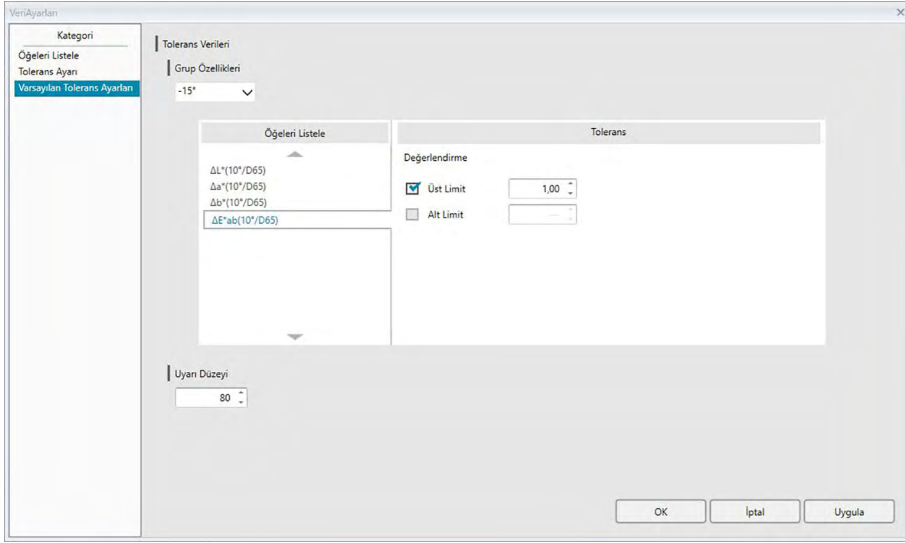 VeriAyarları
Kategori
Öğeleri Listele
Tolerans Ayarı
Varsayılan Tolerans Ayarları
Tolerans Verileri
Grup Özellikleri
-15°
Öğeleri Listele
Tolerans
ΔL*(10°/D65)
Δa*(10°/D65)
Δb*(10°/D65)
ΔE*ab(10°/D65)
Değerlendirme
Üst Limit
1,00
Alt Limit
---
Uyarı Düzeyi
80
OK
İptal
Uygula